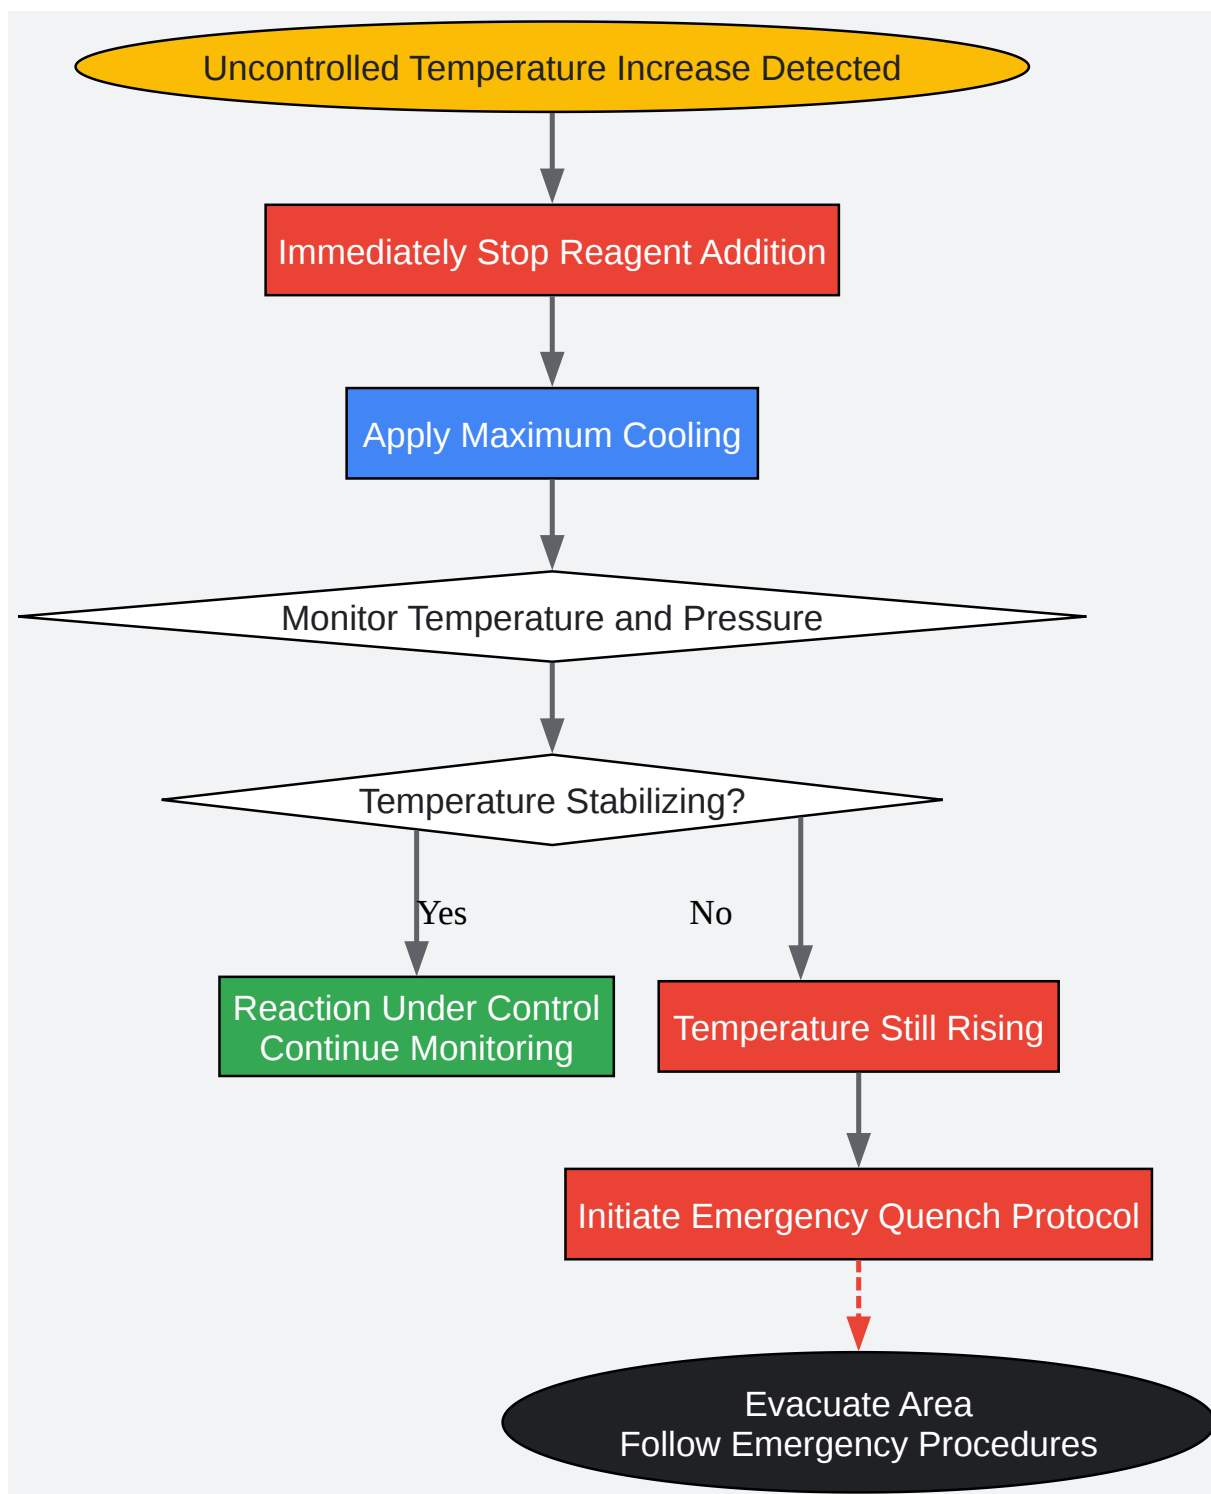 Uncontrolled Temperature Increase Detected
Immediately Stop Reagent Addition
Apply Maximum Cooling
Monitor Temperature and Pressure
Temperature Stabilizing?
Yes
No
Reaction Under Control
Continue Monitoring
Temperature Still Rising
Initiate Emergency Quench Protocol
Evacuate Area
Follow Emergency Procedures